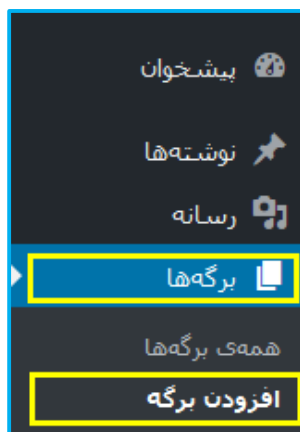 پیشخوان
نوشته‌ها
رسانه
برگه‌ها
همه‌ی برگه‌ها
افزودن برگه